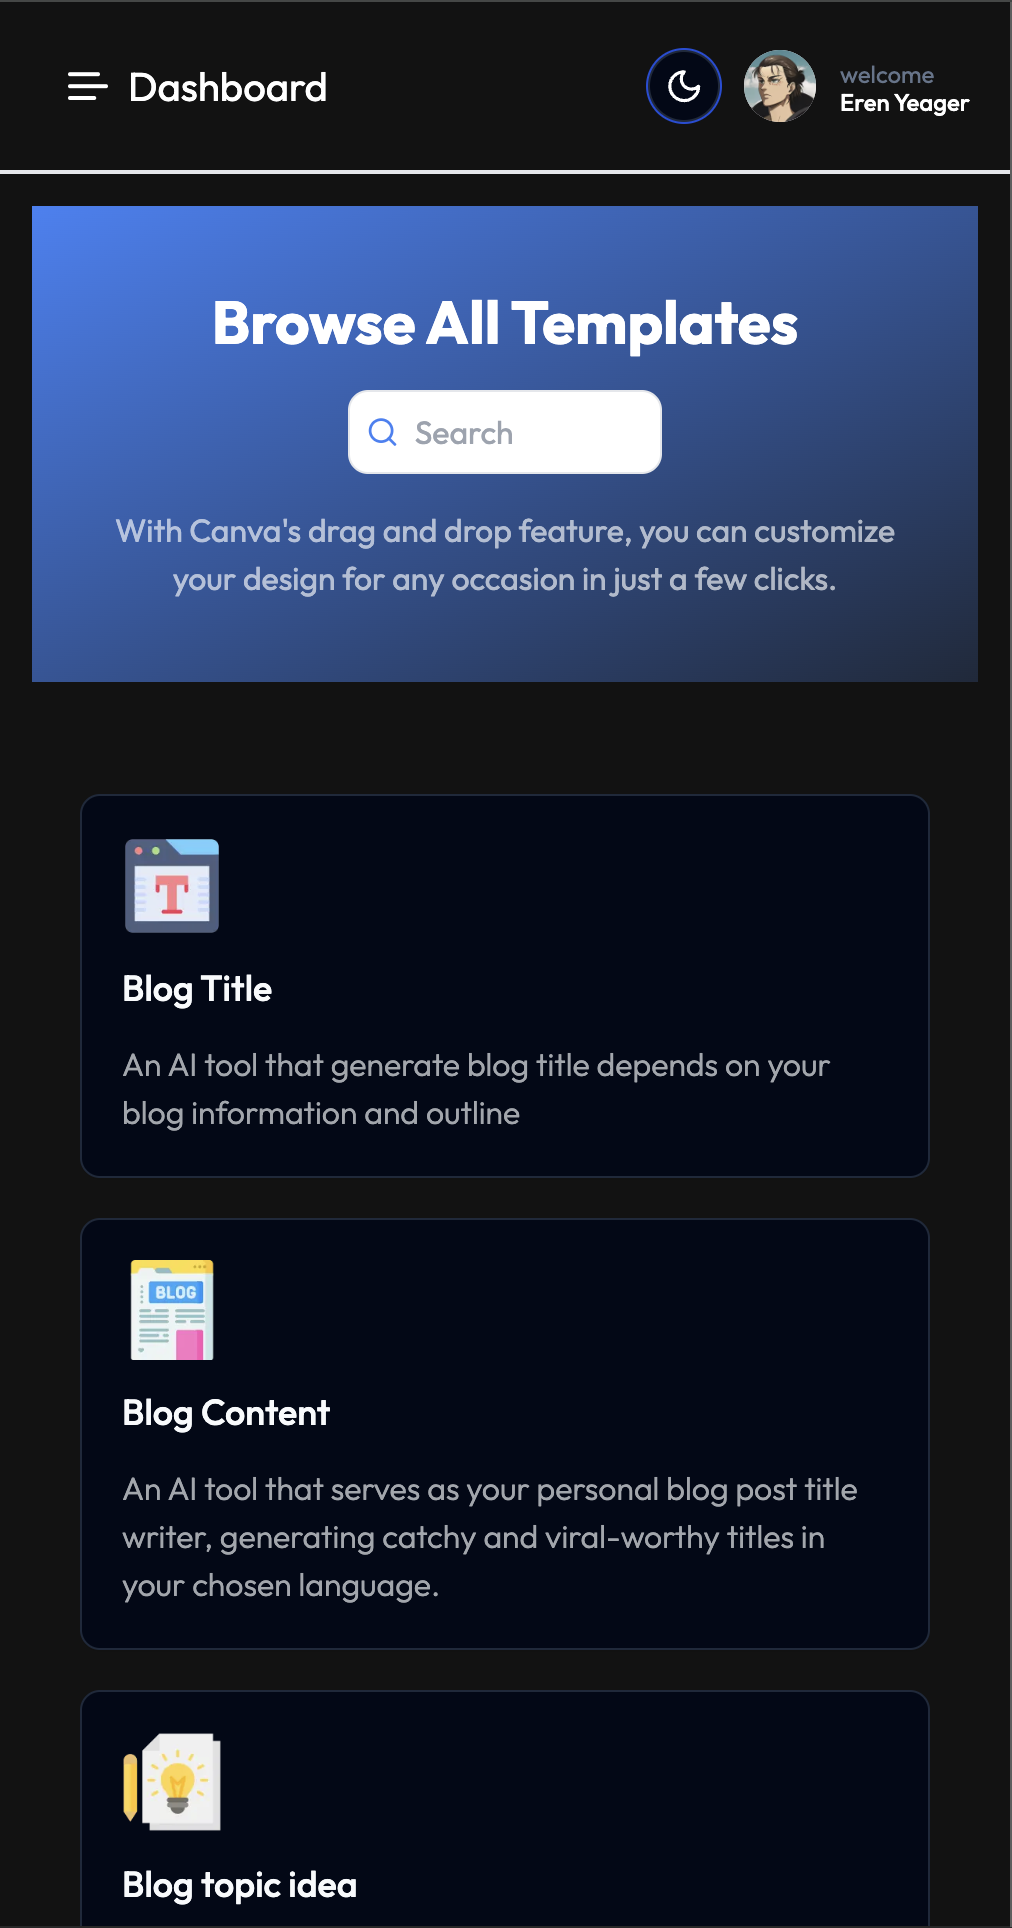 Dashboard
welcome
Eren Yeager
Browse All Templates
Search
With Canva's drag and drop feature, you can customize
your design for any occasion in just a few clicks.
T
Blog Title
An AI tool that generate blog title depends on your
blog information and outline
BLOG
Blog Content
An AI tool that serves as your personal blog post title
writer, generating catchy and viral-worthy titles in
your chosen language.
Blog topic idea